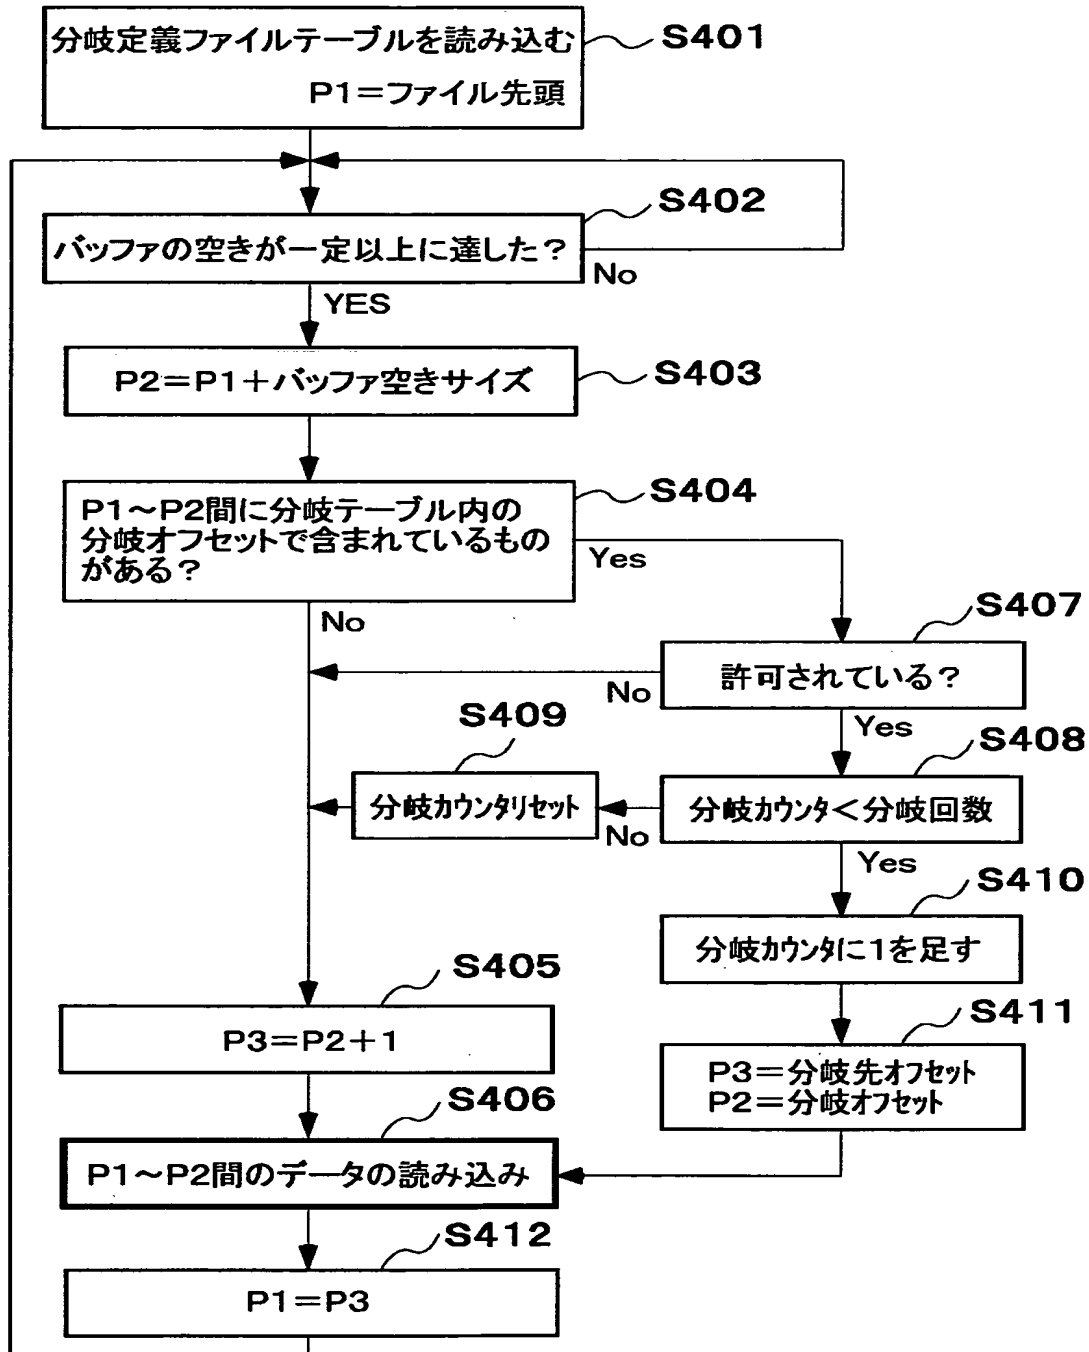 分岐定義ファイルテーブルを読み込む
P1=ファイル先頭
S401
S402
バッファの空きが一定以上に達した?
No
YES
P2=P1+バッファ空きサイズ
S403
S404
P1~P2間に分岐テーブル内の
分岐オフセットで含まれているもの
がある?
Yes
No
S407
許可されている?
No
Yes
S409
S408
分岐カウンタリセット
分岐カウンタ<分岐回数
No
Yes
S410
分岐カウンタに1を足す
S405
P3=P2+1
S411
P3=分岐先オフセット
P2=分岐オフセット
S406
P1~P2間のデータの読み込み
S412
P1=P3